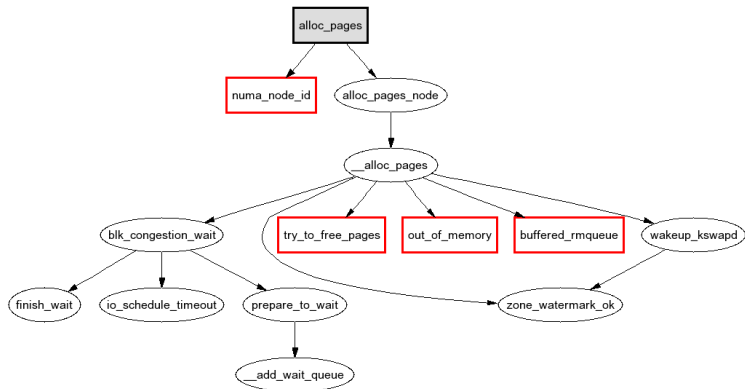 alloc_pages
numa_node_id
alloc_pages_node
__alloc_pages
blk_congestion_wait
try_to_free_pages
out_of_memory
buffered_rmqueue
wakeup_kswapd
finish_wait
io_schedule_timeout
prepare_to_wait
zone_watermark_ok
__add_wait_queue